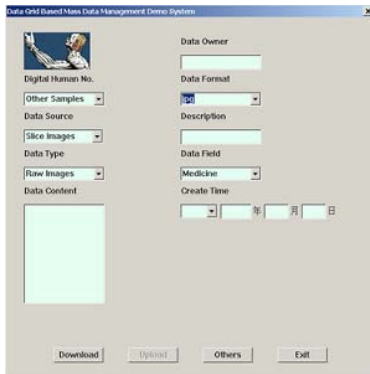 Data Grid Based Mass Data Management Demo System
Digital Human No.
Other Samples
Data Source
Slice Images
Data Type
Raw Images
Data Content
Data Owner
Data Format
jpg
Description
Data Field
Medicine
Create Time
年 月 日
Download Upload Others Exit